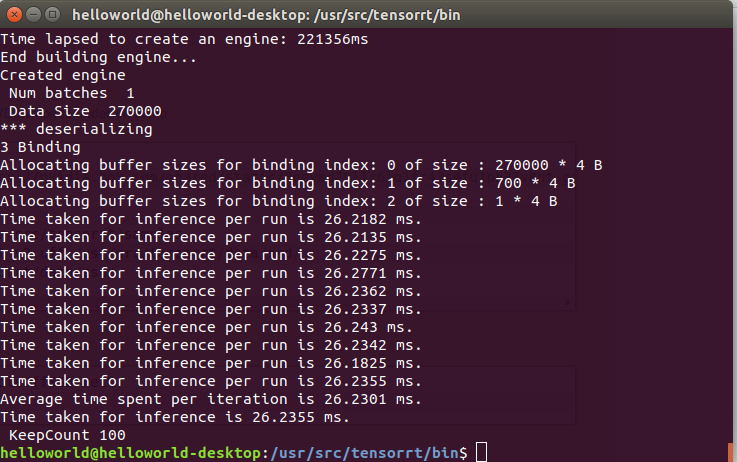 helloworld@helloworld-desktop: /usr/src/tensorrt/bin
Time lapsed to create an engine: 221356ms
End building engine...
Created engine
 Num batches  1
 Data Size  270000
*** deserializing
3 Binding
Allocating buffer sizes for binding index: 0 of size : 270000 * 4 B
Allocating buffer sizes for binding index: 1 of size : 700 * 4 B
Allocating buffer sizes for binding index: 2 of size : 1 * 4 B
Time taken for inference per run is 26.2182 ms.
Time taken for inference per run is 26.2135 ms.
Time taken for inference per run is 26.2275 ms.
Time taken for inference per run is 26.2771 ms.
Time taken for inference per run is 26.2362 ms.
Time taken for inference per run is 26.2337 ms.
Time taken for inference per run is 26.243 ms.
Time taken for inference per run is 26.2342 ms.
Time taken for inference per run is 26.1825 ms.
Time taken for inference per run is 26.2355 ms.
Average time spent per iteration is 26.2301 ms.
Time taken for inference is 26.2355 ms.
 KeepCount 100
helloworld@helloworld-desktop:/usr/src/tensorrt/bin$